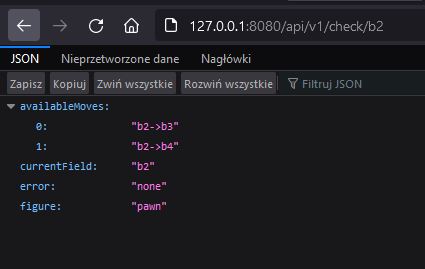 127.0.0.1:8080/api/v1/check/b2
JSON Nieprzetworzone dane Nagłówki
Zapisz Kopiuj Zwiń wszystkie Rozwiń wszystkie Filtruj JSON
availableMoves:
0: "b2->b3"
1: "b2->b4"
currentField: "b2"
error: "none"
figure: "pawn"